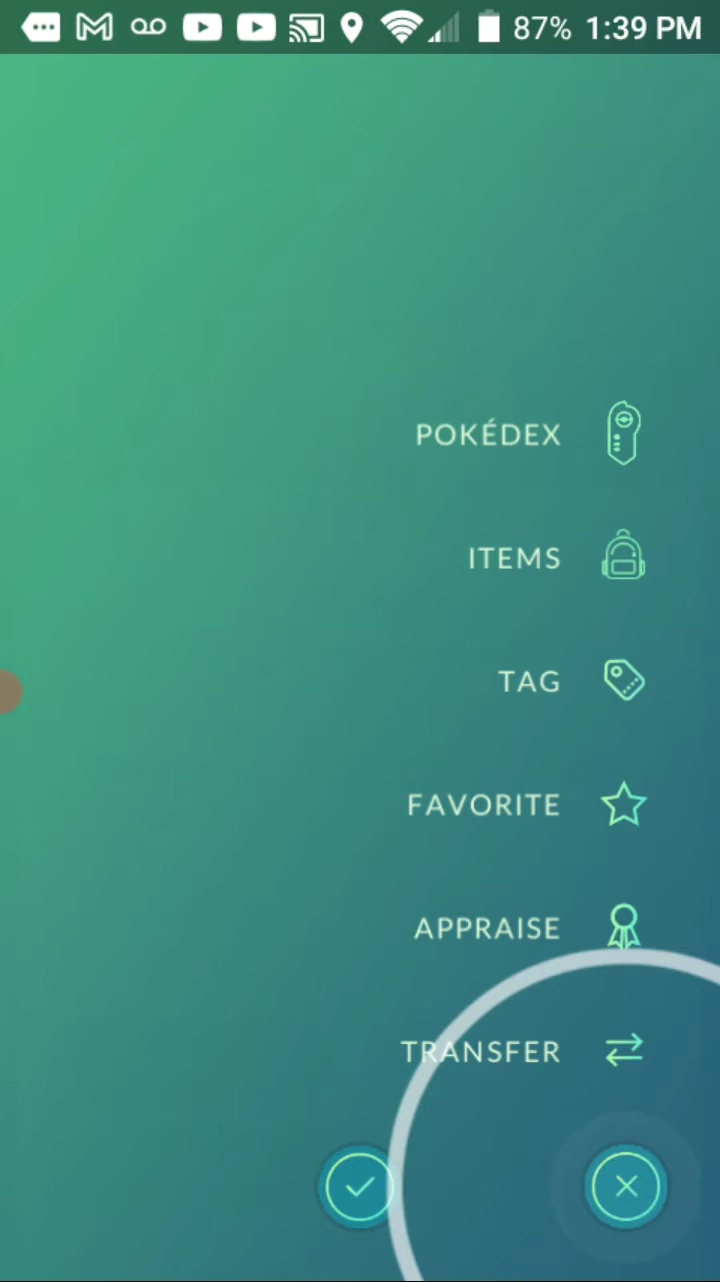 87% 1:39 PM
POKÉDEX
ITEMS
TAG
FAVORITE
APPRAISE
TRANSFER